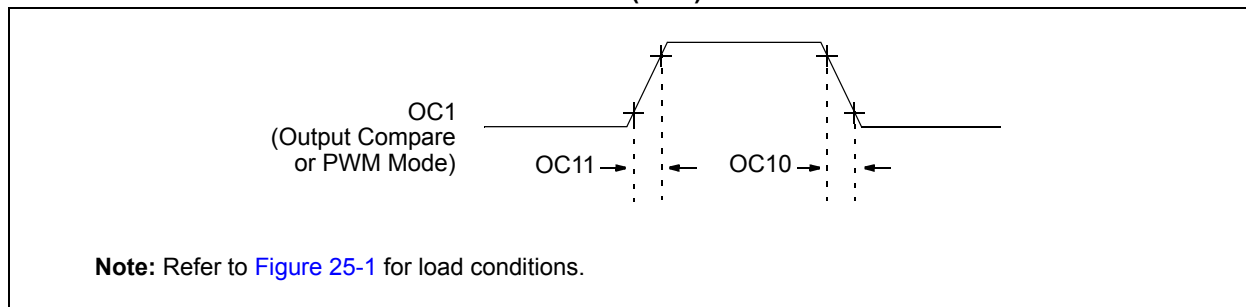 OC1
(Output Compare
or PWM Mode)
OC11
OC10
Note: Refer to Figure 25-1 for load conditions.